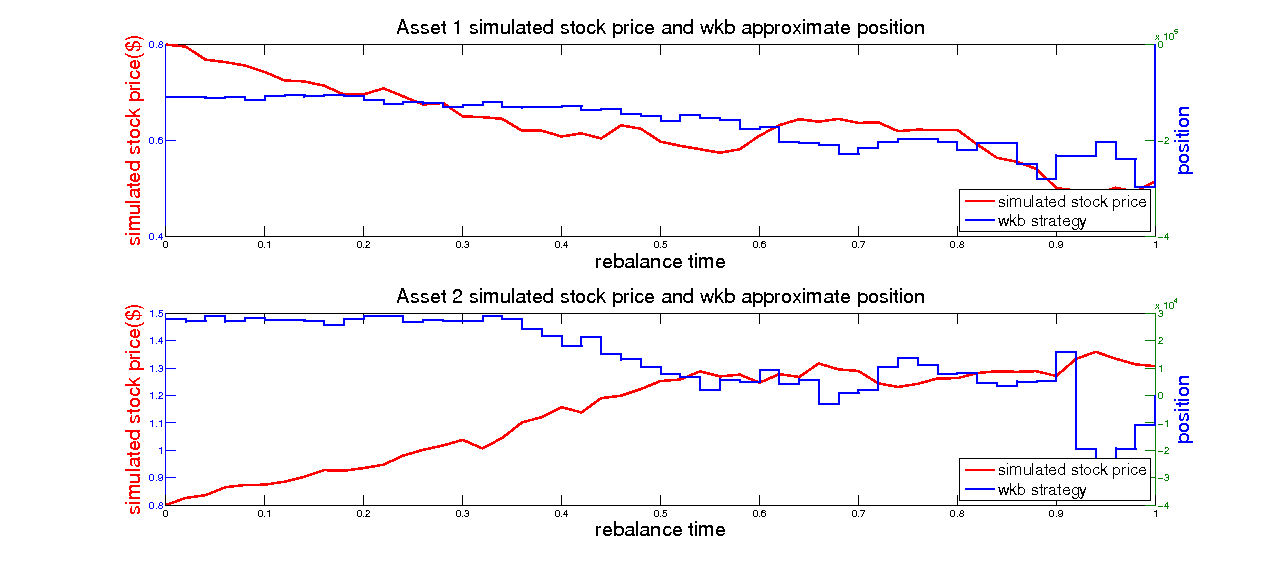 Asset 1 simulated stock price and wkb approximate position
x 10^5
simulated stock price($)
0.8
0.6
0.4
0
−2
−4
position
simulated stock price
wkb strategy
0 0.1 0.2 0.3 0.4 0.5 0.6 0.7 0.8 0.9 1
rebalance time
Asset 2 simulated stock price and wkb approximate position
x 10^4
simulated stock price($)
1.5
1.4
1.3
1.2
1.1
1
0.9
0.8
3
2
1
0
−1
−2
−3
−4
position
simulated stock price
wkb strategy
0 0.1 0.2 0.3 0.4 0.5 0.6 0.7 0.8 0.9 1
rebalance time